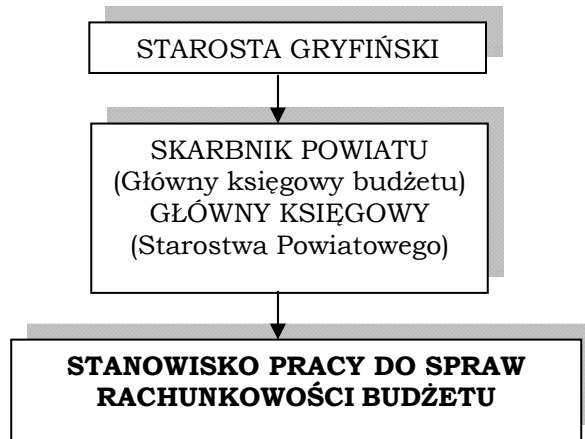 STAROSTA GRYFIŃSKI
SKARBNIK POWIATU
(Główny księgowy budżetu)
GŁÓWNY KSIĘGOWY
(Starostwa Powiatowego)
STANOWISKO PRACY DO SPRAW
RACHUNKOWOŚCI BUDŻETU